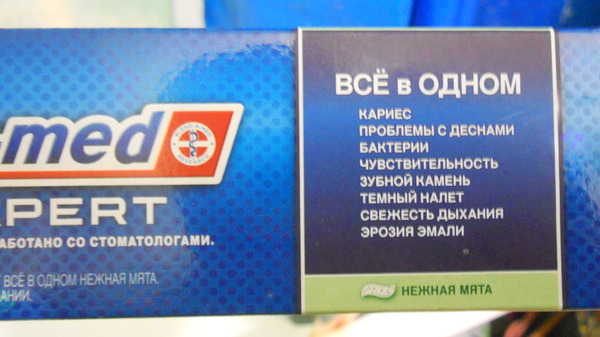 -med
XPERT
АБОТАНО СО СТОМАТОЛОГАМИ.
ВСЁ В ОДНОМ НЕЖНАЯ МЯТА.
АНИИ.
ВСЁ в ОДНОМ
КАРИЕС
ПРОБЛЕМЫ С ДЕСНАМИ
БАКТЕРИИ
ЧУВСТВИТЕЛЬНОСТЬ
ЗУБНОЙ КАМЕНЬ
ТЕМНЫЙ НАЛЕТ
СВЕЖЕСТЬ ДЫХАНИЯ
ЭРОЗИЯ ЭМАЛИ
НЕЖНАЯ МЯТА